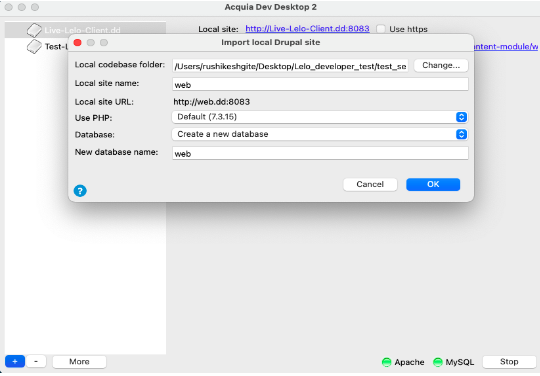 Acquia Dev Desktop 2
Live-Lelo-Client.dd
Local site: http://Live-Lelo-Client.dd:8083 Use https
Import local Drupal site
Test-L
ntent-module/w
Local codebase folder: /Users/rushikeshgite/Desktop/Lelo_developer_test/test_se Change...
Local site name: web
Local site URL: http://web.dd:8083
Use PHP: Default (7.3.15)
Database: Create a new database
New database name: web
? Cancel OK
+ - More Apache MySQL Stop